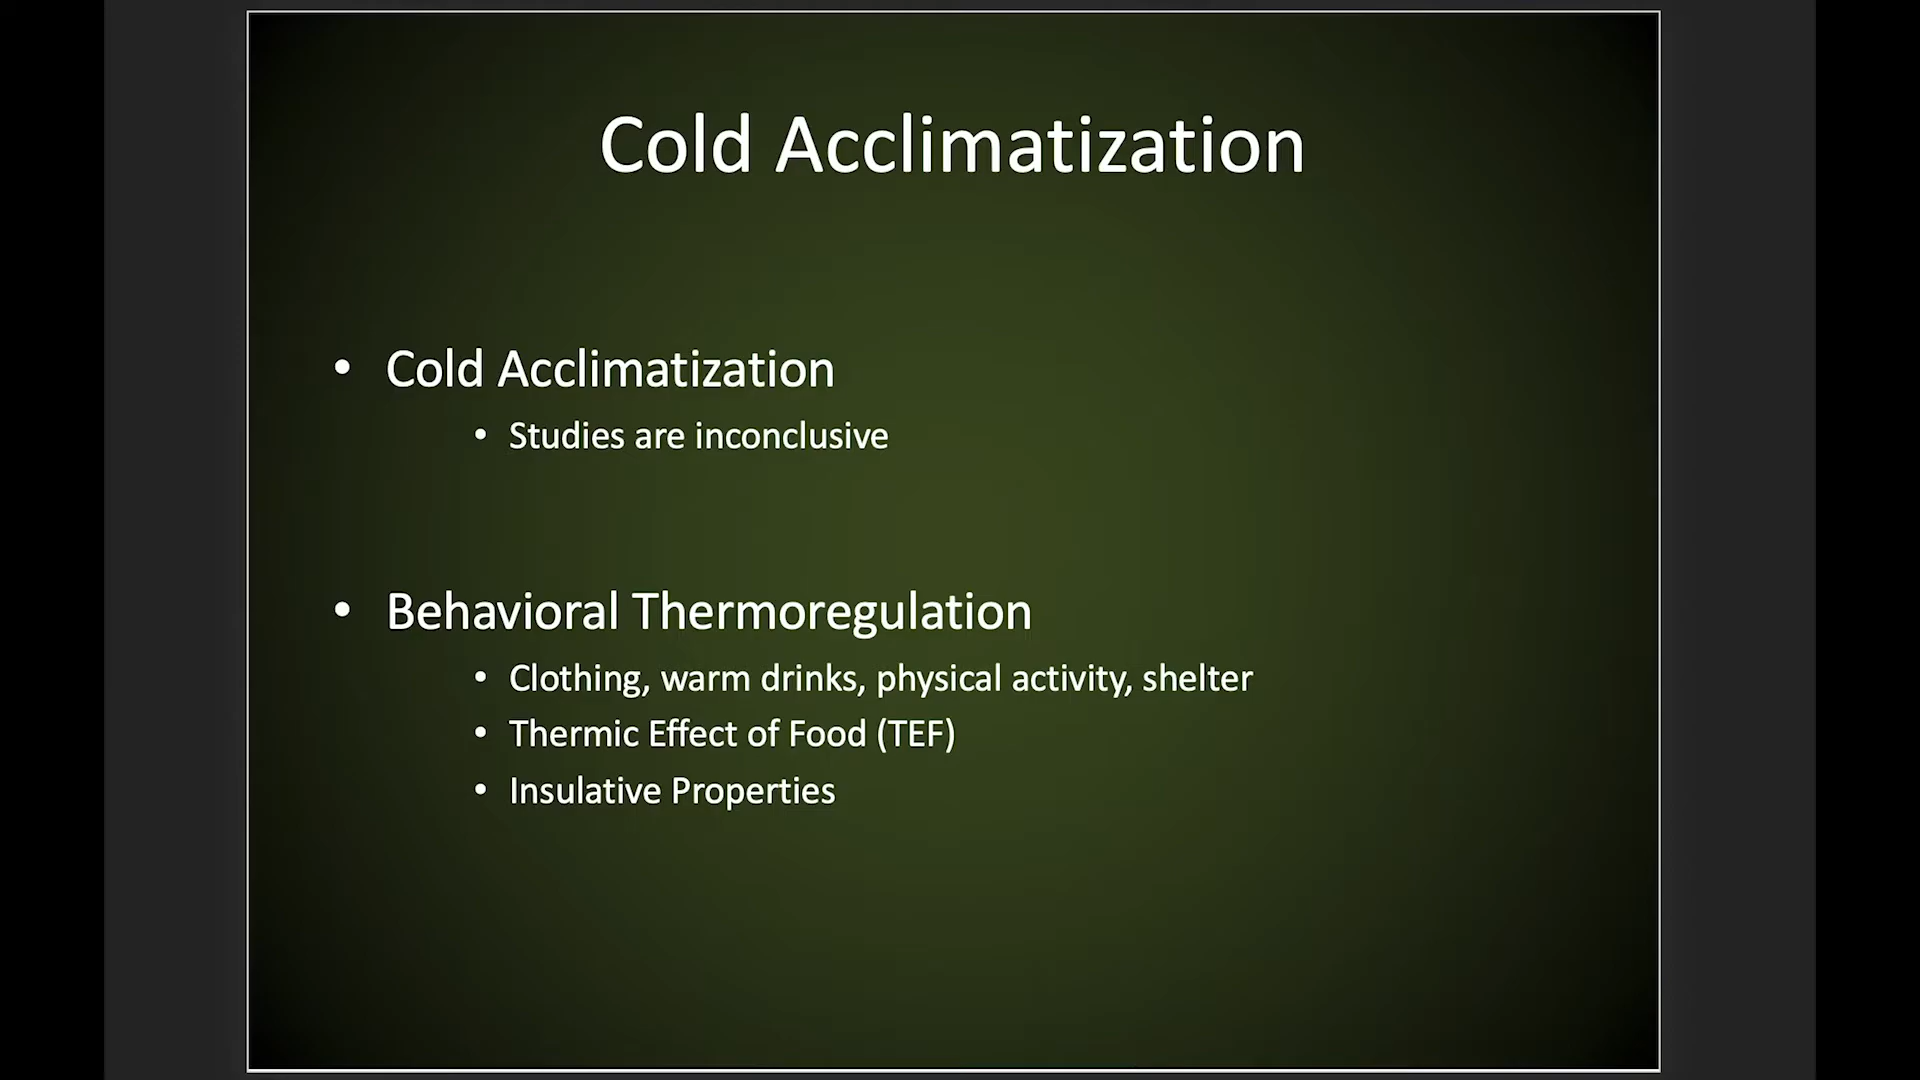 Cold Acclimatization
• Cold Acclimatization
• Studies are inconclusive
• Behavioral Thermoregulation
• Clothing, warm drinks, physical activity, shelter
• Thermic Effect of Food (TEF)
• Insulative Properties